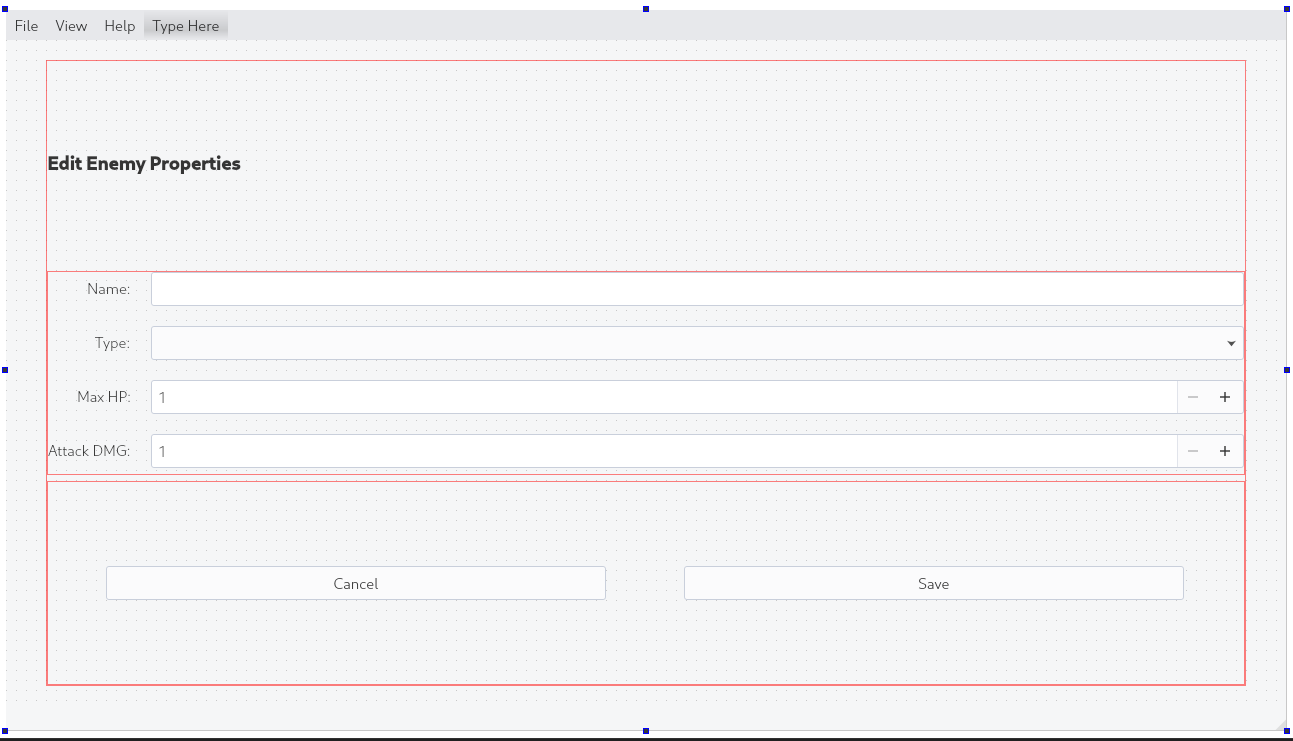 File View Help Type Here
Edit Enemy Properties
Name:
Type:
Max HP: 1
Attack DMG: 1
Cancel Save